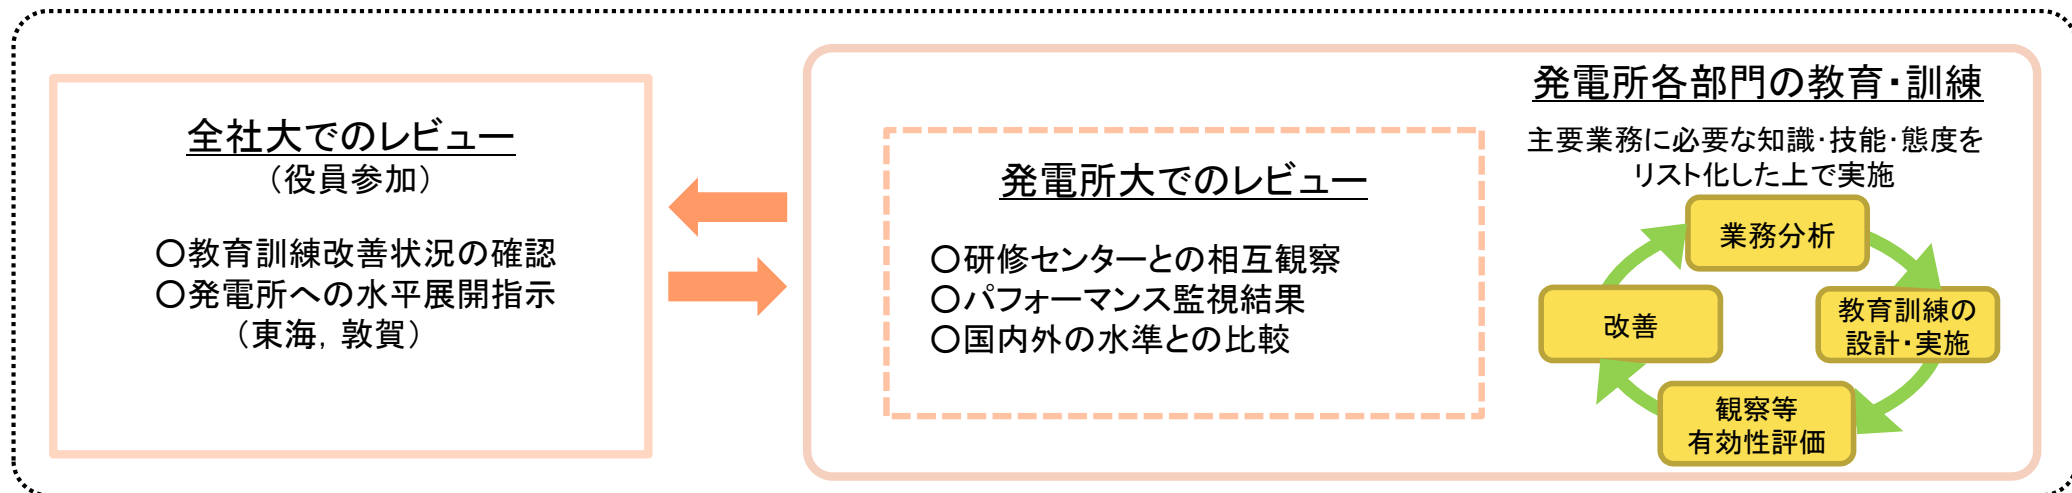 全社大でのレビュー
（役員参加）
〇教育訓練改善状況の確認
〇発電所への水平展開指示
（東海，敦賀）
発電所大でのレビュー
〇研修センターとの相互観察
〇パフォーマンス監視結果
〇国内外の水準との比較
発電所各部門の教育・訓練
主要業務に必要な知識・技能・態度を
リスト化した上で実施
業務分析
教育訓練の
設計・実施
観察等
有効性評価
改善